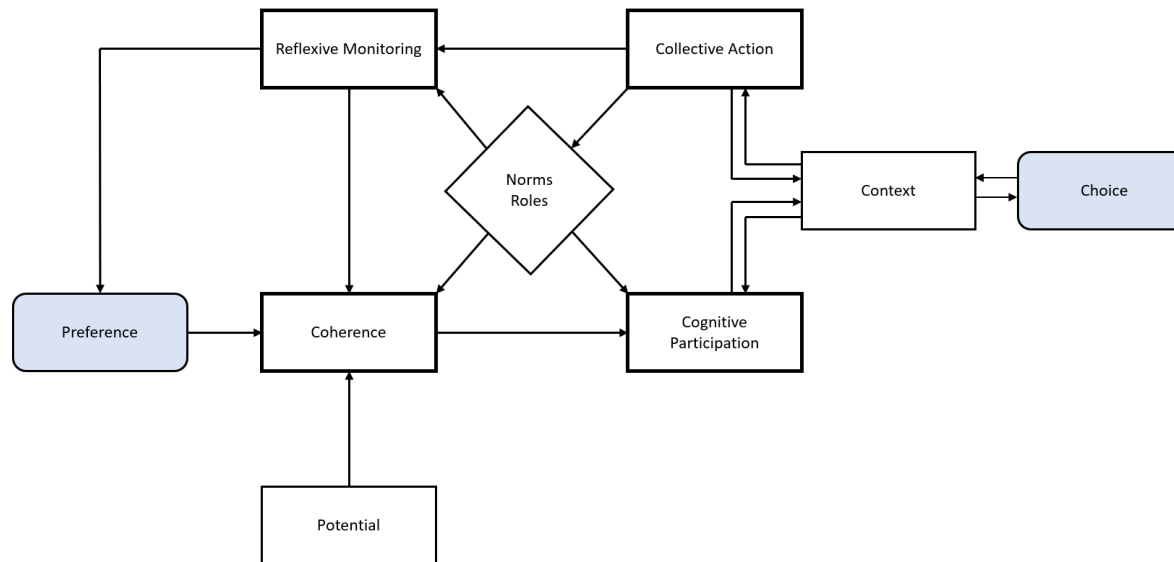 Reflexive Monitoring
Collective Action
Norms
Roles
Context
Choice
Preference
Coherence
Cognitive
Participation
Potential